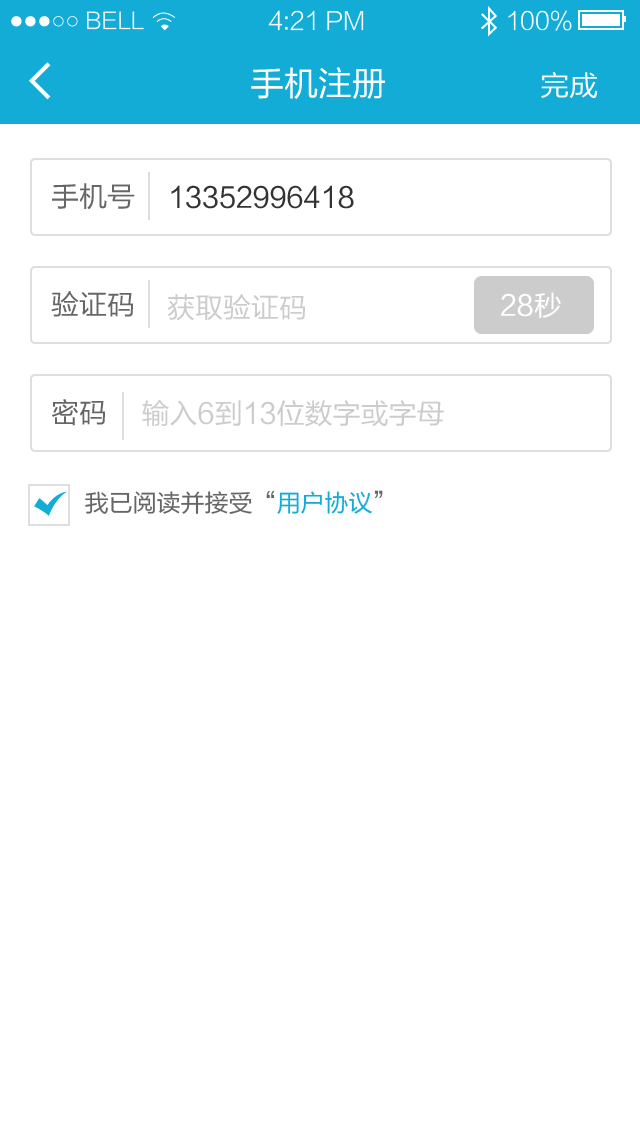 BELL 4:21 PM 100%
手机注册 完成
手机号 13352996418
验证码 获取验证码 28秒
密码 输入6到13位数字或字母
我已阅读并接受“用户协议”